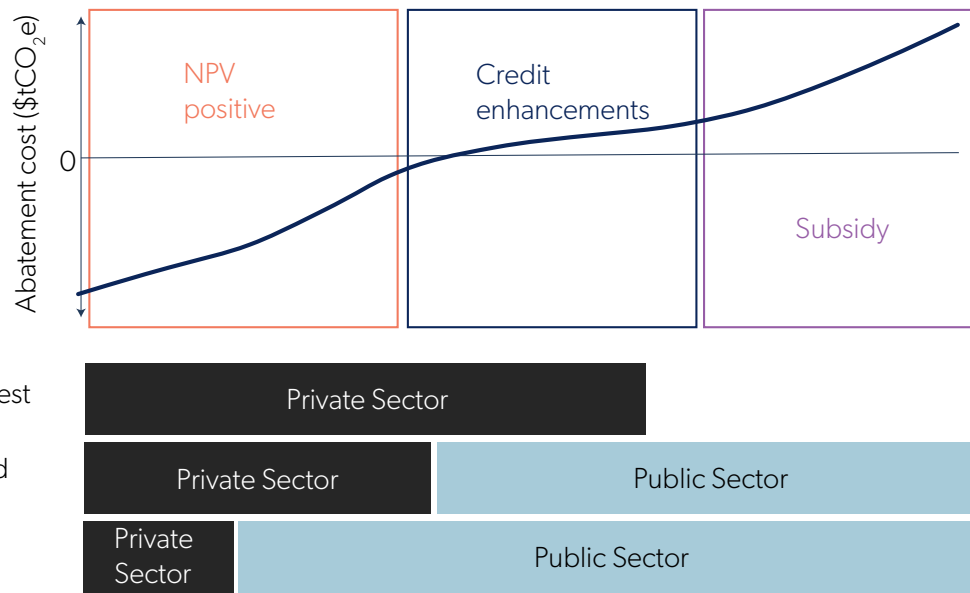 Abatement cost ($tCO₂e)
0
NPV
positive
Credit
enhancements
Subsidy
est
Private Sector
d
Private Sector
Public Sector
Private
Sector
Public Sector